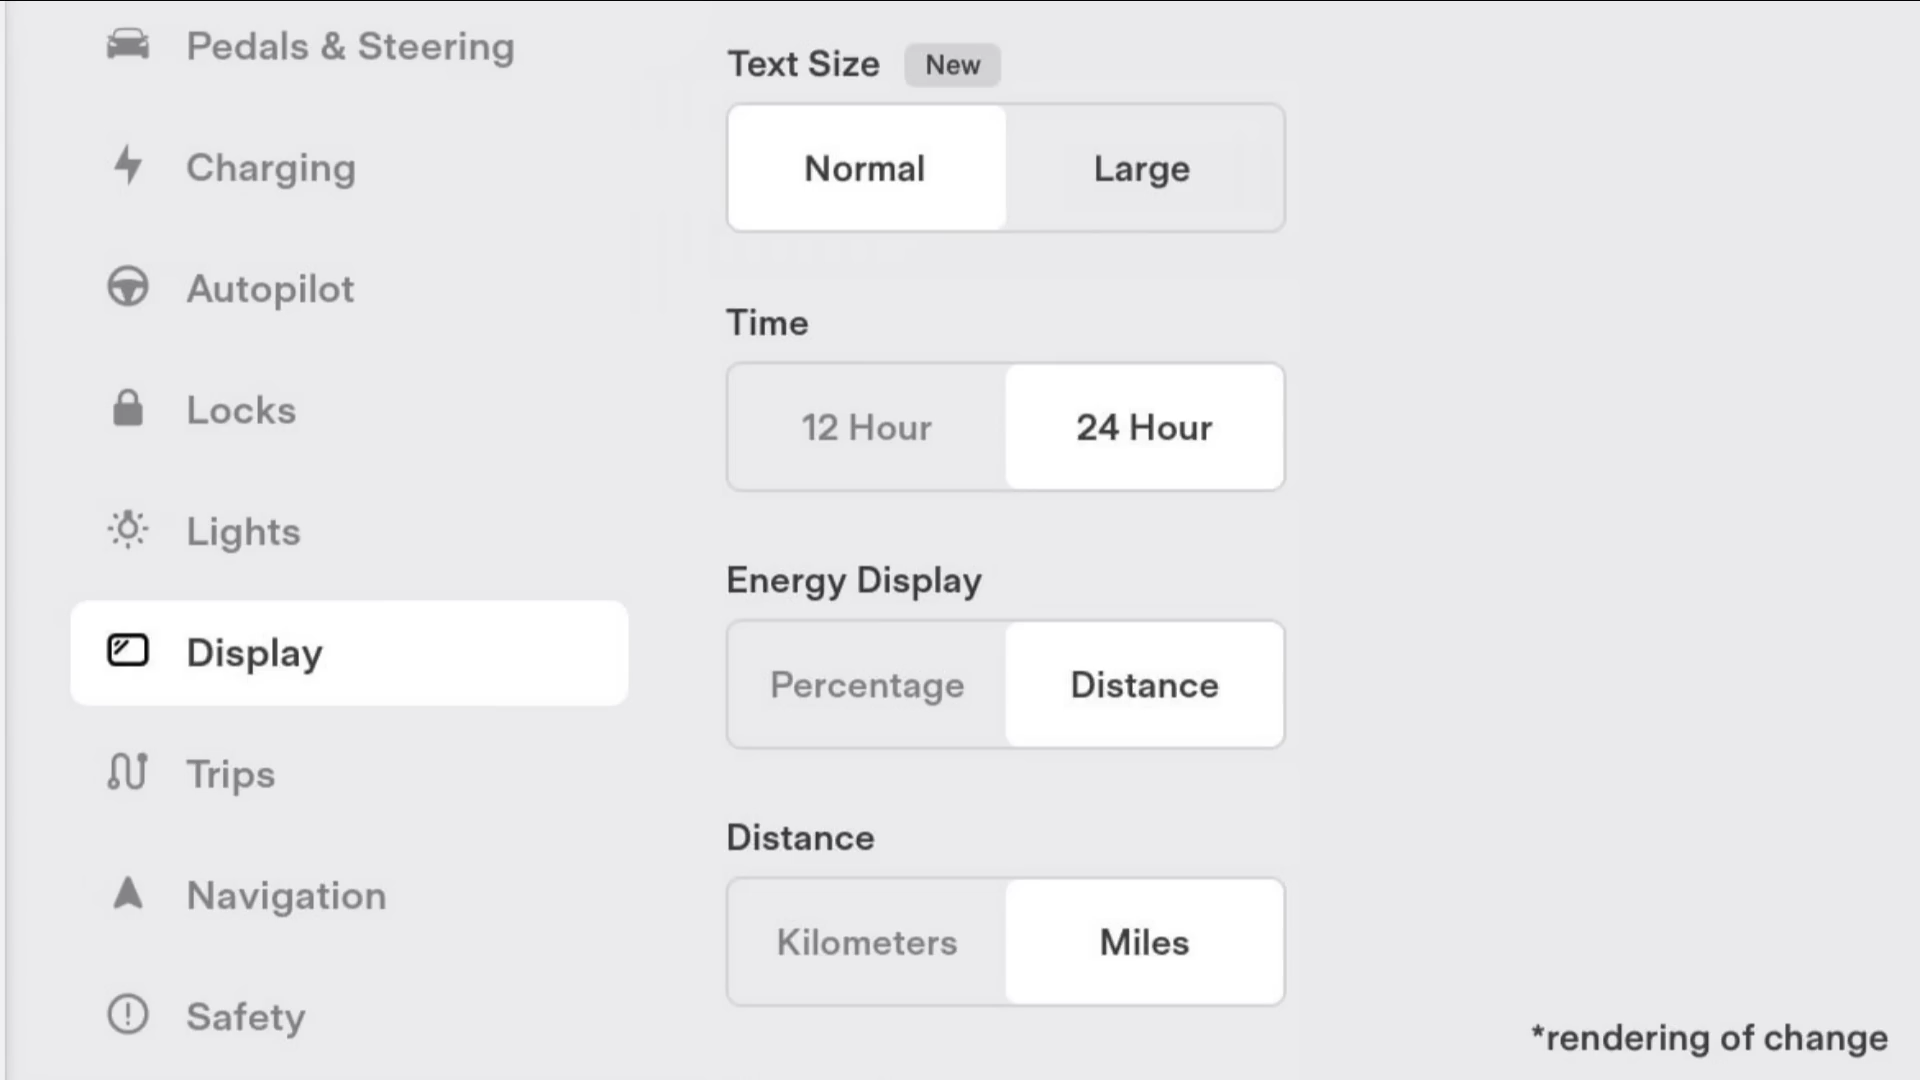 Pedals & Steering
Charging
Autopilot
Locks
Lights
Display
Trips
Navigation
Safety
Text Size New
Normal Large
Time
12 Hour 24 Hour
Energy Display
Percentage Distance
Distance
Kilometers Miles
*rendering of change